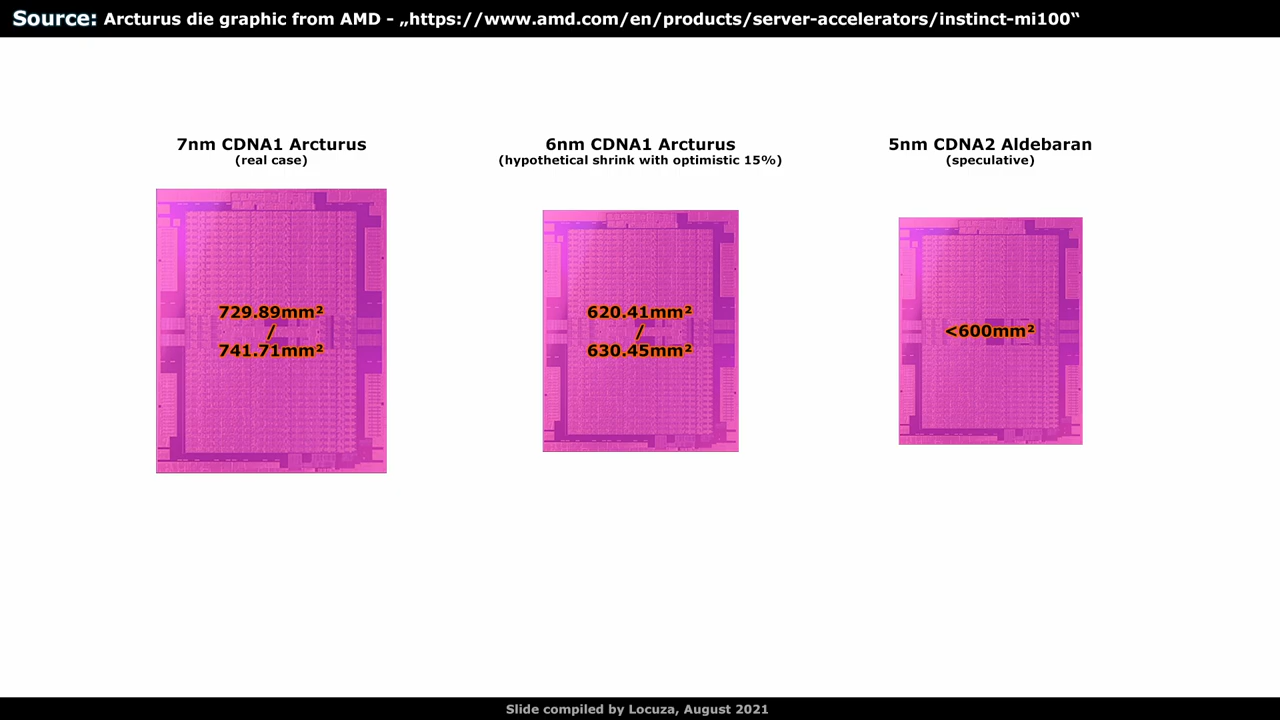 Source: Arcturus die graphic from AMD - „https://www.amd.com/en/products/server-accelerators/instinct-mi100“
7nm CDNA1 Arcturus
(real case)
729.89mm²
/
741.71mm²
6nm CDNA1 Arcturus
(hypothetical shrink with optimistic 15%)
620.41mm²
/
630.45mm²
5nm CDNA2 Aldebaran
(speculative)
<600mm²
Slide compiled by Locuza, August 2021